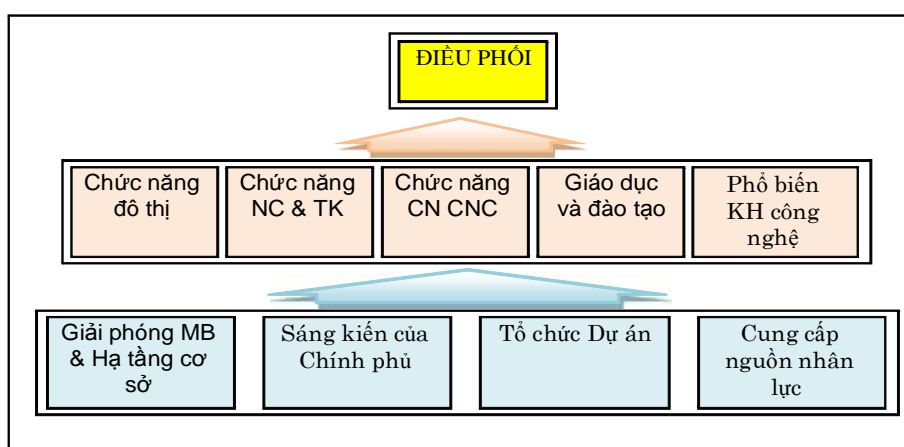 ĐIỀU PHỐI
Chức năng
đô thị
Chức năng
NC & TK
Chức năng
CN CNC
Giáo dục
và đào tạo
Phổ biến
KH công
nghệ
Giải phóng MB
& Hạ tầng cơ
sở
Sáng kiến của
Chính phủ
Tổ chức Dự án
Cung cấp
nguồn nhân
lực